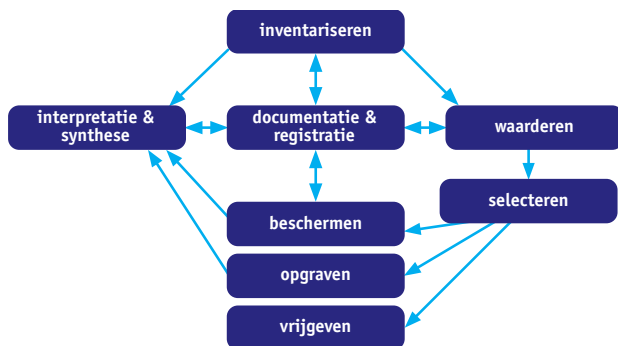 inventariseren
interpretatie &
synthese
documentatie &
registratie
waarderen
selecteren
beschermen
opgraven
vrijgeven